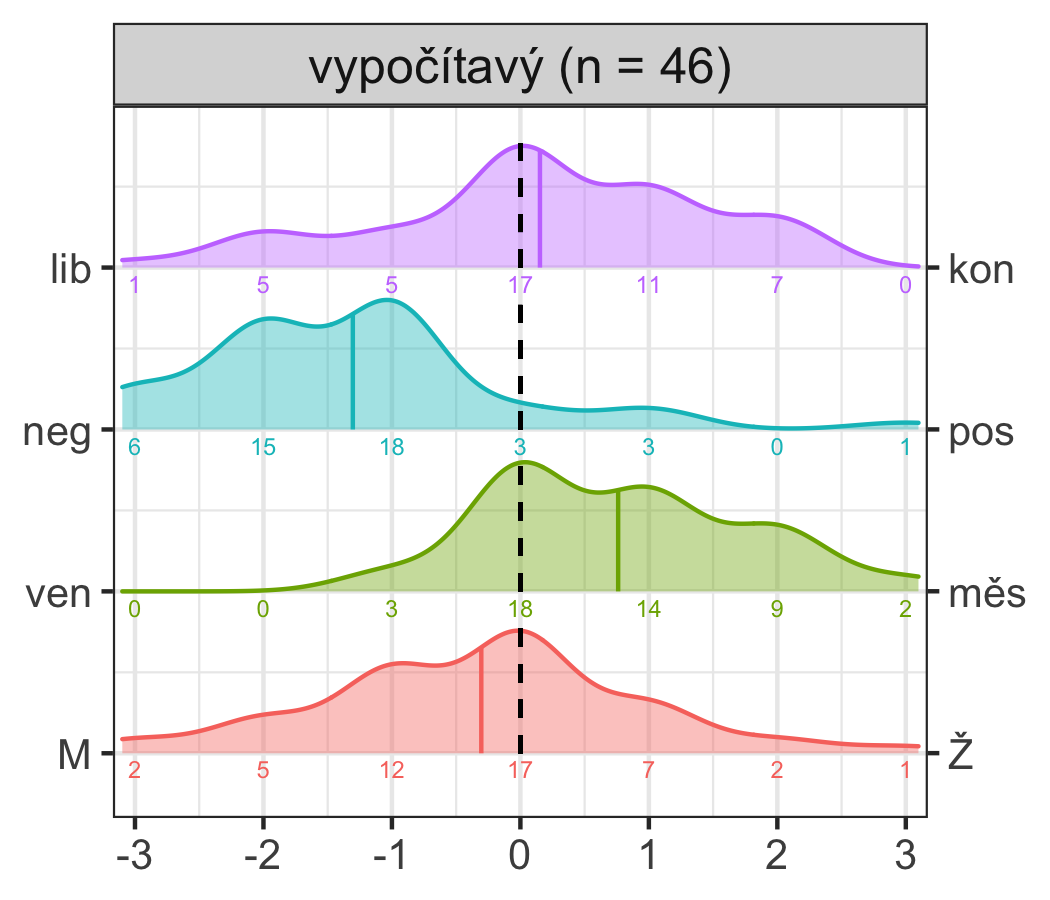 vypočítavý (n = 46)
lib kon
1 5 5 17 11 7 0
neg pos
6 15 18 3 3 0 1
ven měs
0 0 3 18 14 9 2
M Ž
2 5 12 17 7 2 1
-3 -2 -1 0 1 2 3